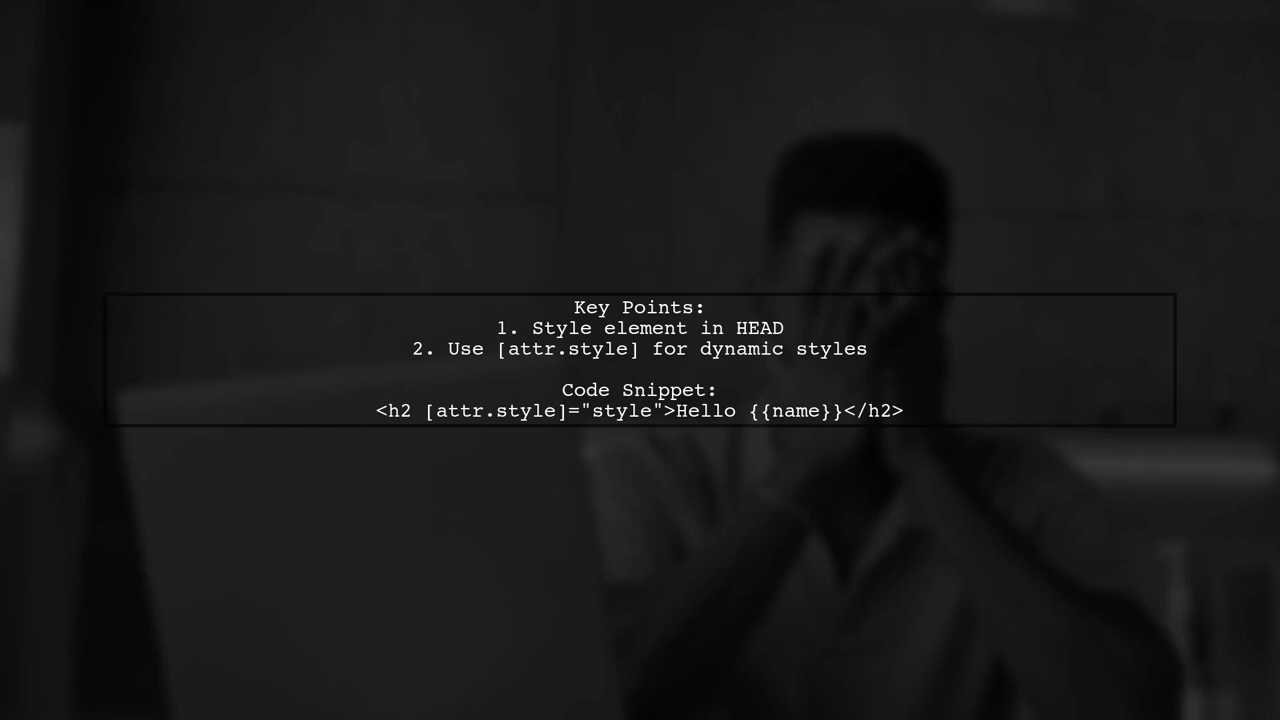 Key Points:
1. Style element in HEAD
2. Use [attr.style] for dynamic styles
Code Snippet:
<h2 [attr.style]="style">Hello {{name}}</h2>